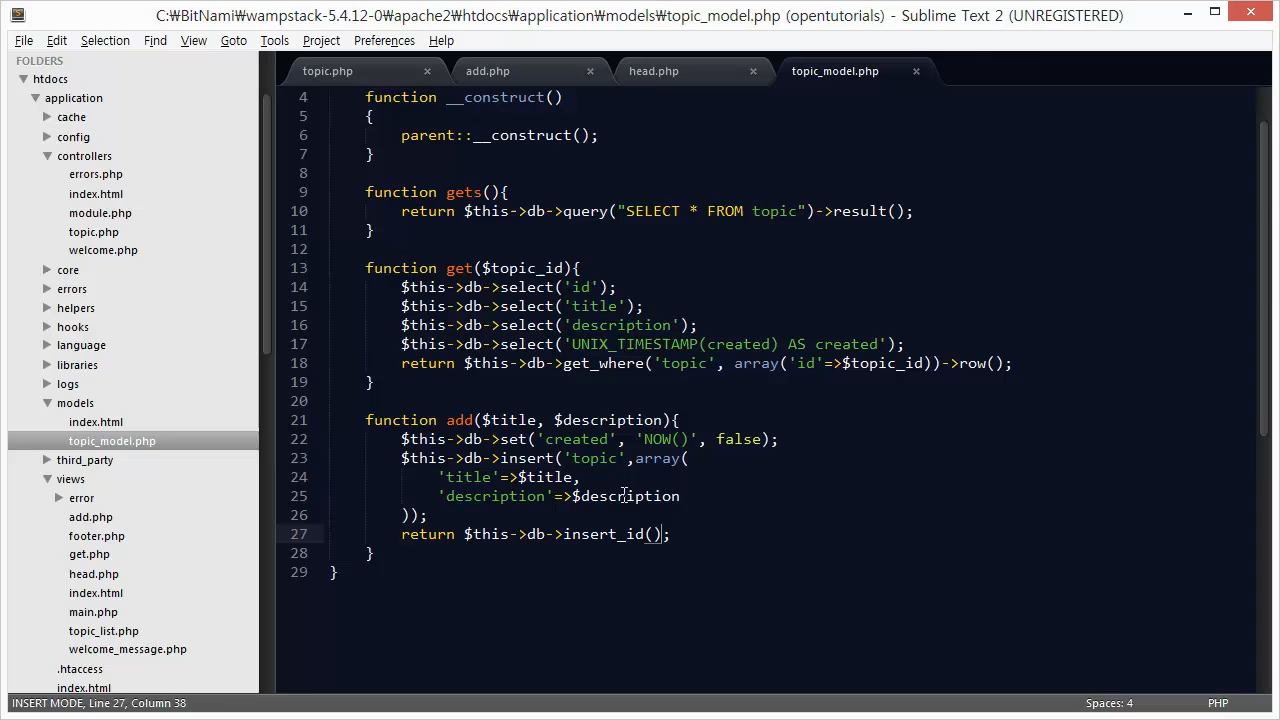 C:₩BitNami₩wampstack-5.4.12-0₩apache2₩htdocs₩application₩models₩topic_model.php (opentutorials) - Sublime Text 2 (UNREGISTERED)
File Edit Selection Find View Goto Tools Project Preferences Help
FOLDERS
htdocs
application
cache
config
controllers
errors.php
index.html
module.php
topic.php
welcome.php
core
errors
helpers
hooks
language
libraries
logs
models
index.html
topic_model.php
third_party
views
error
add.php
footer.php
get.php
head.php
index.html
main.php
topic_list.php
welcome_message.php
.htaccess
index.html
topic.php × add.php × head.php × topic_model.php ×
4 function __construct()
5 {
6 parent::__construct();
7 }
8
9 function gets(){
10 return $this->db->query("SELECT * FROM topic")->result();
11 }
12
13 function get($topic_id){
14 $this->db->select('id');
15 $this->db->select('title');
16 $this->db->select('description');
17 $this->db->select('UNIX_TIMESTAMP(created) AS created');
18 return $this->db->get_where('topic', array('id'=>$topic_id))->row();
19 }
20
21 function add($title, $description){
22 $this->db->set('created', 'NOW()', false);
23 $this->db->insert('topic',array(
24 'title'=>$title,
25 'description'=>$description
26 ));
27 return $this->db->insert_id();
28 }
29 }
INSERT MODE, Line 27, Column 38 Spaces: 4 PHP